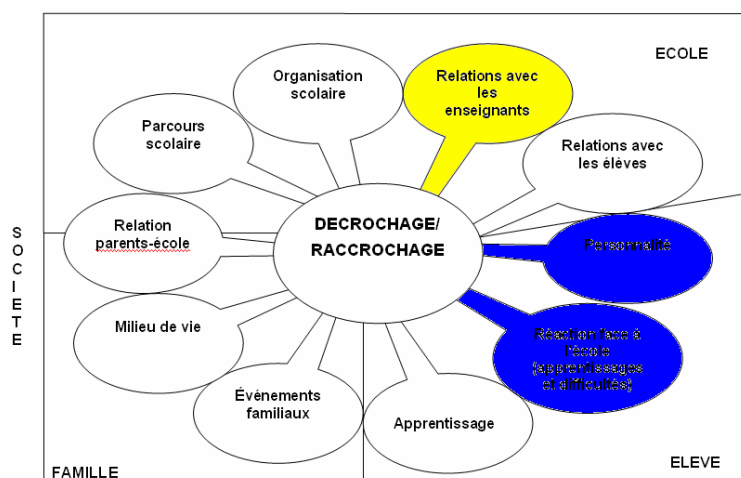 ECOLE
Organisation
scolaire
Relations avec
les
enseignants
Parcours
scolaire
Relations avec
les élèves
SOCIETE
Relation
parents-école
DECROCHAGE/
RACCROCHAGE
Personnalité
Milieu de vie
Réaction face à
l'école
(apprentissages
et difficultés)
Événements
familiaux
Apprentissage
FAMILLE
ELEVE